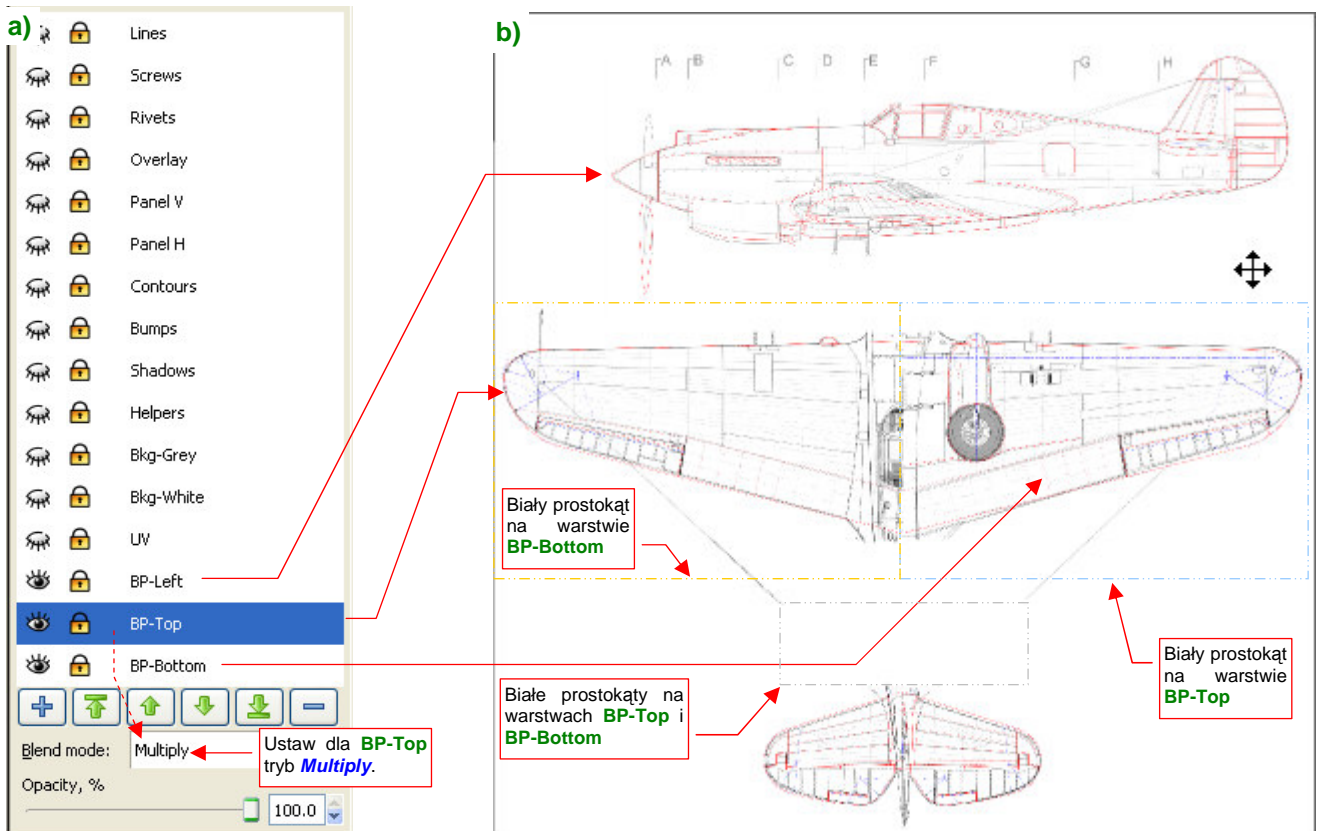 a)
Lines
Screws
Rivets
Overlay
Panel V
Panel H
Contours
Bumps
Shadows
Helpers
Bkg-Grey
Bkg-White
UV
BP-Left
BP-Top
BP-Bottom
Blend mode: Multiply
Opacity, %
100.0
Ustaw dla BP-Top
tryb Multiply.
b)
A B C D E F G H
Biały prostokąt
na warstwie
BP-Bottom
Biały prostokąt
na warstwie
BP-Top
Białe prostokąty na
warstwach BP-Top i
BP-Bottom